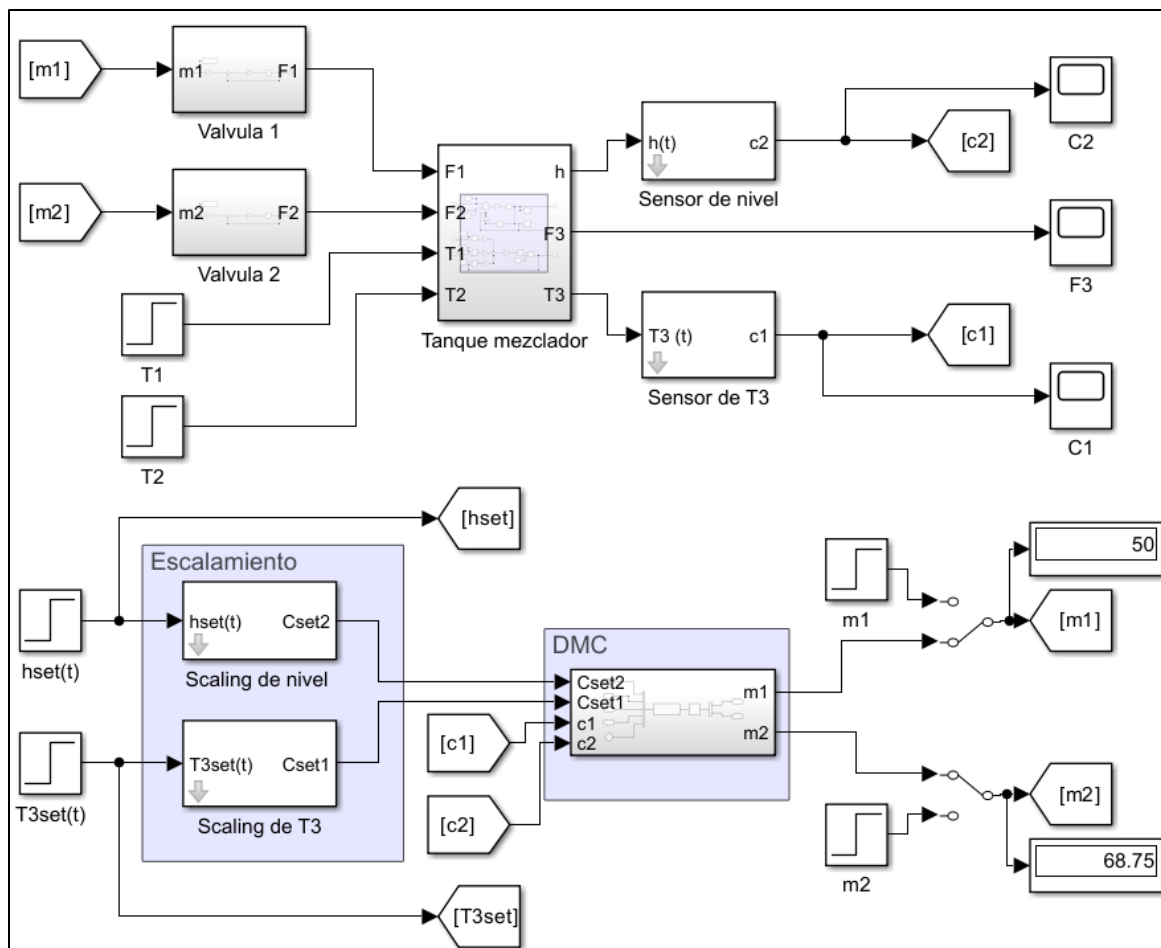 [m1]
m1
F1
Valvula 1
[m2]
m2
F2
Valvula 2
F1
F2
T1
T2
h
F3
T3
Tanque mezclador
h(t)
c2
Sensor de nivel
[c2]
C2
F3
T3 (t)
c1
Sensor de T3
[c1]
C1
T1
T2
[hset]
Escalamiento
hset(t)
hset(t)
Cset2
Scaling de nivel
T3set(t)
T3set(t)
Cset1
Scaling de T3
[T3set]
[c1]
[c2]
DMC
Cset2
Cset1
c1
c2
m1
m2
m1
50
[m1]
[m2]
m2
68.75